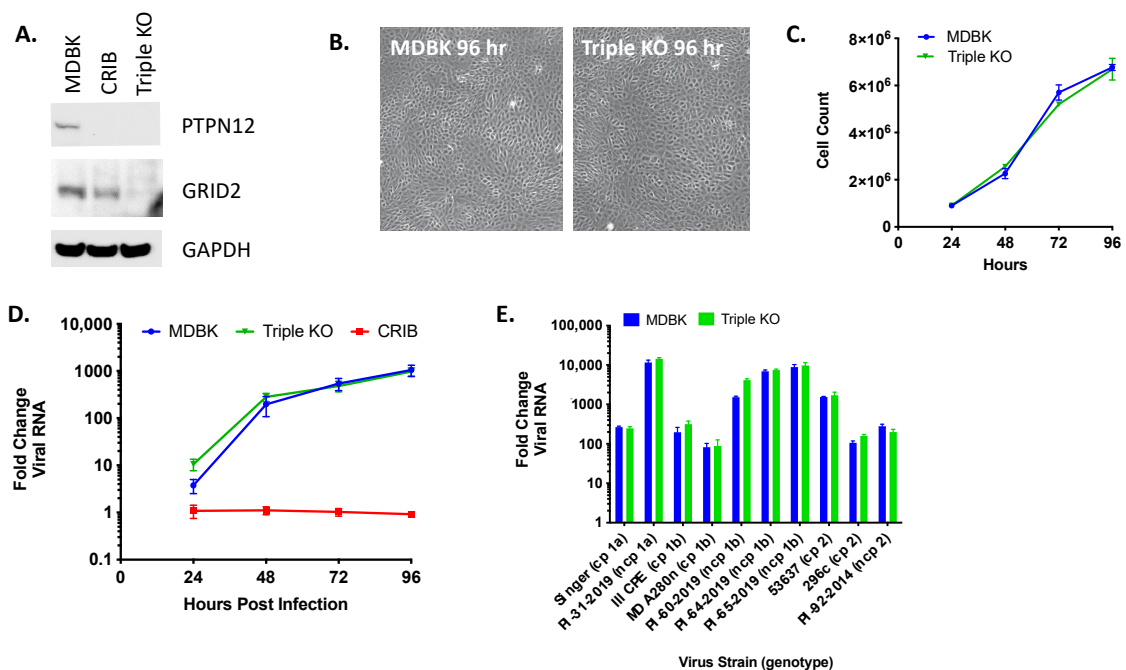 A.
MDBK
CRIB
Triple KO
PTPN12
GRID2
GAPDH
B.
MDBK 96 hr
Triple KO 96 hr
C.
MDBK
Triple KO
8×10⁶
6×10⁶
4×10⁶
2×10⁶
0
Cell Count
0 24 48 72 96
Hours
D.
MDBK Triple KO CRIB
10,000
1000
100
10
1
0.1
Fold Change
Viral RNA
0 24 48 72 96
Hours Post Infection
E.
MDBK Triple KO
100,000
10,000
1000
100
10
1
Fold Change
Viral RNA
Singer (cp 1a)
PI-31-2019 (ncp 1a)
III CPE (cp 1b)
MD A280n (cp 1b)
PI-60-2019 (ncp 1b)
PI-64-2019 (ncp 1b)
PI-65-2019 (ncp 1b)
53637 (cp 2)
296c (cp 2)
PI-92-2014 (ncp 2)
Virus Strain (genotype)